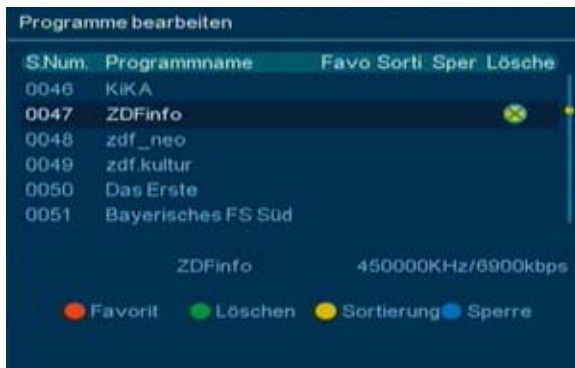 Programme bearbeiten
S.Num. Programmname Favo Sorti Sper Lösche
0046 KiKA
0047 ZDFinfo
0048 zdf_neo
0049 zdf.kultur
0050 Das Erste
0051 Bayerisches FS Süd
ZDFinfo 450000KHz/6900kbps
Favorit Löschen Sortierung Sperre